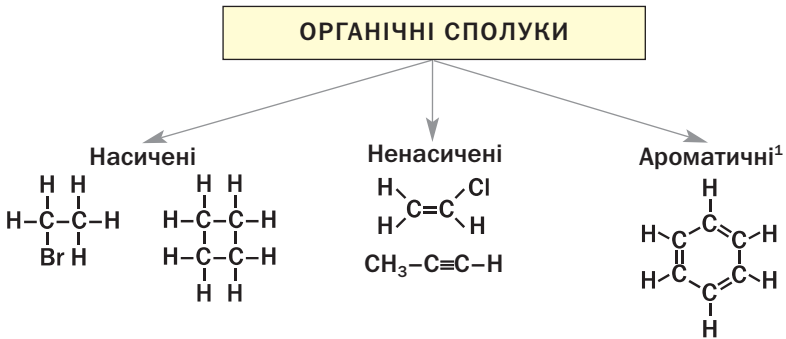 ОРГАНІЧНІ СПОЛУКИ
Насичені
H H
H–C–C–H
Br H
H H
H–C–C–H
H–C–C–H
H H
Ненасичені
H Cl
C=C
H H
CH₃–C≡C–H
Ароматичні¹
H
C
H C C H
H C C H
C
H